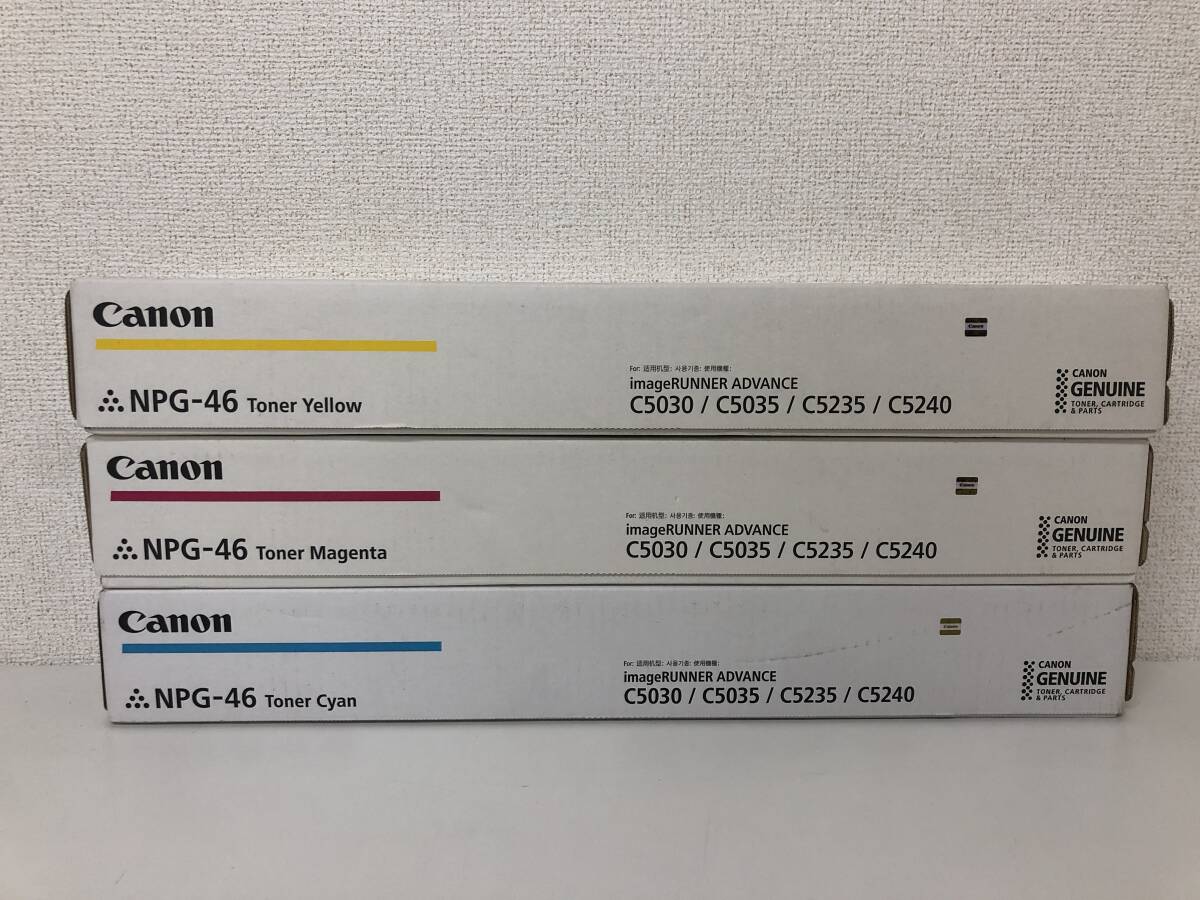 Canon
NPG-46 Toner Yellow
For: 适用机型: 사용기종: 使用機種:
imageRUNNER ADVANCE
C5030 / C5035 / C5235 / C5240
Canon
CANON
GENUINE
TONER, CARTRIDGE
& PARTS
Canon
NPG-46 Toner Magenta
For: 适用机型: 사용기종: 使用機種:
imageRUNNER ADVANCE
C5030 / C5035 / C5235 / C5240
Canon
CANON
GENUINE
TONER, CARTRIDGE
& PARTS
Canon
NPG-46 Toner Cyan
For: 适用机型: 사용기종: 使用機種:
imageRUNNER ADVANCE
C5030 / C5035 / C5235 / C5240
Canon
CANON
GENUINE
TONER, CARTRIDGE
& PARTS